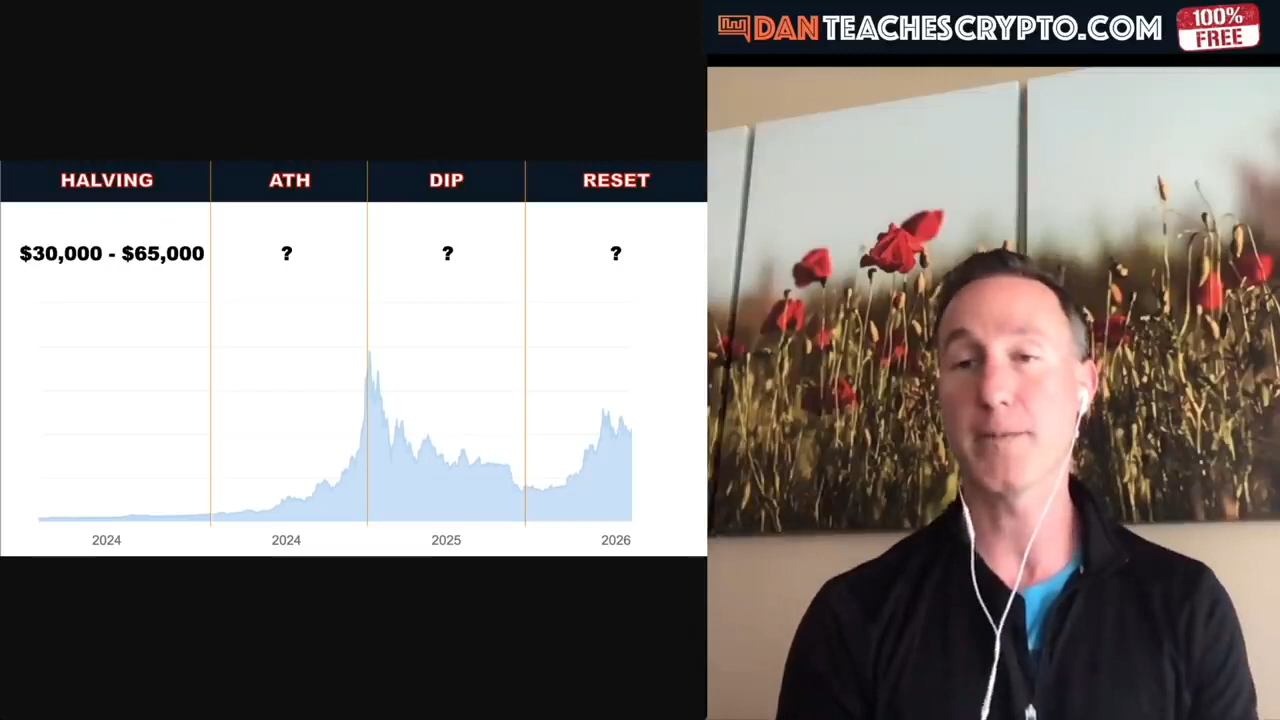 DANTEACHESCRYPTO.COM
100%
FREE
HALVING ATH DIP RESET
$30,000 - $65,000 ? ? ?
2024 2024 2025 2026